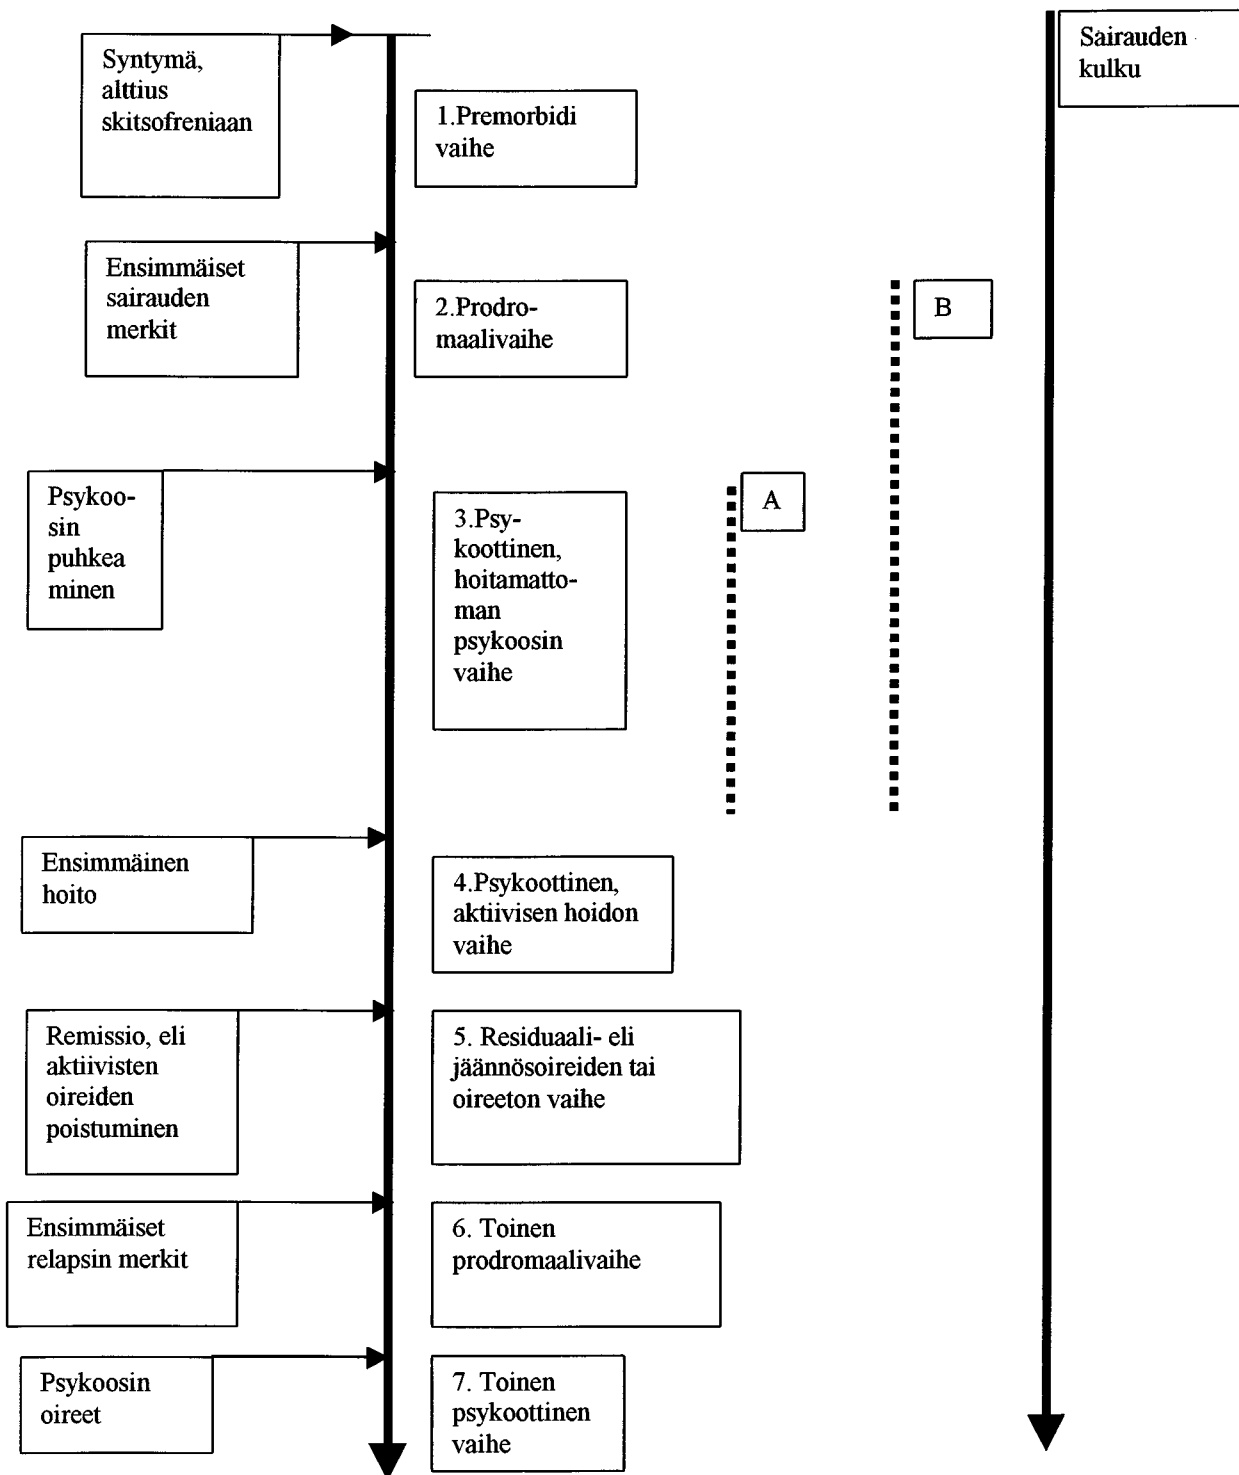 Sairauden
kulku
Syntymä,
alttius
skitsofreniaan
1.Premorbidi
vaihe
Ensimmäiset
sairauden
merkit
2.Prodro-
maalivaihe
B
Psykoo-
sin
puhkea
minen
3.Psy-
koottinen,
hoitamatto-
man
psykoosin
vaihe
A
Ensimmäinen
hoito
4.Psykoottinen,
aktiivisen hoidon
vaihe
Remissio, eli
aktiivisten
oireiden
poistuminen
5. Residuaali- eli
jäännösoireiden tai
oireeton vaihe
Ensimmäiset
relapsin merkit
6. Toinen
prodromaalivaihe
Psykoosin
oireet
7. Toinen
psykoottinen
vaihe